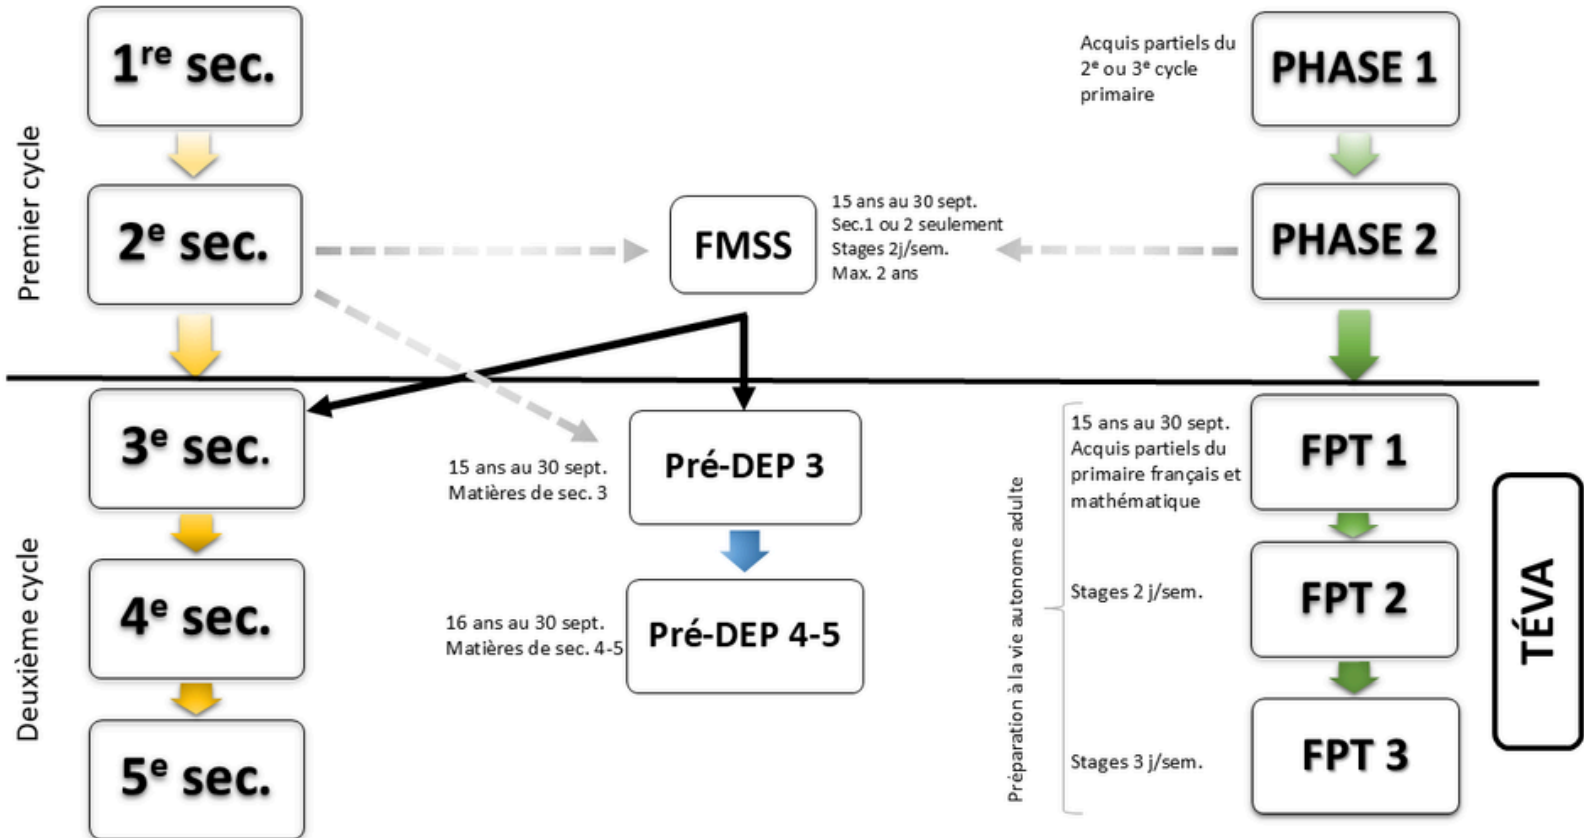 Premier cycle
1re sec.
2e sec.
FMSS
15 ans au 30 sept.
Sec.1 ou 2 seulement
Stages 2j/sem.
Max. 2 ans
Acquis partiels du
2e ou 3e cycle
primaire
PHASE 1
PHASE 2
Deuxième cycle
3e sec.
4e sec.
5e sec.
15 ans au 30 sept.
Matières de sec. 3
Pré-DEP 3
16 ans au 30 sept.
Matières de sec. 4-5
Pré-DEP 4-5
Préparation à la vie autonome adulte
15 ans au 30 sept.
Acquis partiels du
primaire français et
mathématique
FPT 1
Stages 2 j/sem.
FPT 2
Stages 3 j/sem.
FPT 3
TÉVA